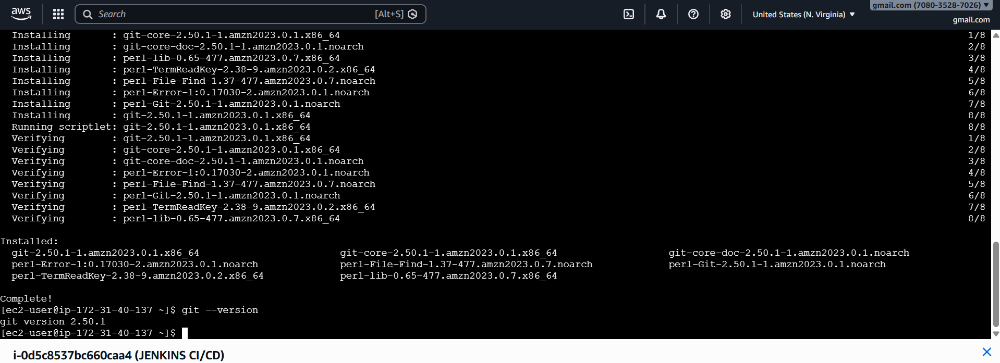 aws
Search [Alt+S]
United States (N. Virginia)
gmail.com (7080-3528-7026)
gmail.com
Installing : git-core-2.50.1-1.amzn2023.0.1.x86_64 1/8
Installing : git-core-doc-2.50.1-1.amzn2023.0.1.noarch 2/8
Installing : perl-lib-0.65-477.amzn2023.0.7.x86_64 3/8
Installing : perl-TermReadKey-2.38-9.amzn2023.0.2.x86_64 4/8
Installing : perl-File-Find-1.37-477.amzn2023.0.7.noarch 5/8
Installing : perl-Error-1:0.17030-2.amzn2023.0.1.noarch 6/8
Installing : perl-Git-2.50.1-1.amzn2023.0.1.noarch 7/8
Installing : git-2.50.1-1.amzn2023.0.1.x86_64 8/8
Running scriptlet: git-2.50.1-1.amzn2023.0.1.x86_64 8/8
Verifying : git-2.50.1-1.amzn2023.0.1.x86_64 1/8
Verifying : git-core-2.50.1-1.amzn2023.0.1.x86_64 2/8
Verifying : git-core-doc-2.50.1-1.amzn2023.0.1.noarch 3/8
Verifying : perl-Error-1:0.17030-2.amzn2023.0.1.noarch 4/8
Verifying : perl-File-Find-1.37-477.amzn2023.0.7.noarch 5/8
Verifying : perl-Git-2.50.1-1.amzn2023.0.1.noarch 6/8
Verifying : perl-TermReadKey-2.38-9.amzn2023.0.2.x86_64 7/8
Verifying : perl-lib-0.65-477.amzn2023.0.7.x86_64 8/8
Installed:
git-2.50.1-1.amzn2023.0.1.x86_64 git-core-2.50.1-1.amzn2023.0.1.x86_64 git-core-doc-2.50.1-1.amzn2023.0.1.noarch
perl-Error-1:0.17030-2.amzn2023.0.1.noarch perl-File-Find-1.37-477.amzn2023.0.7.noarch perl-Git-2.50.1-1.amzn2023.0.1.noarch
perl-TermReadKey-2.38-9.amzn2023.0.2.x86_64 perl-lib-0.65-477.amzn2023.0.7.x86_64
Complete!
[ec2-user@ip-172-31-40-137 ~]$ git --version
git version 2.50.1
[ec2-user@ip-172-31-40-137 ~]$
i-0d5c8537bc660caa4 (JENKINS CI/CD)